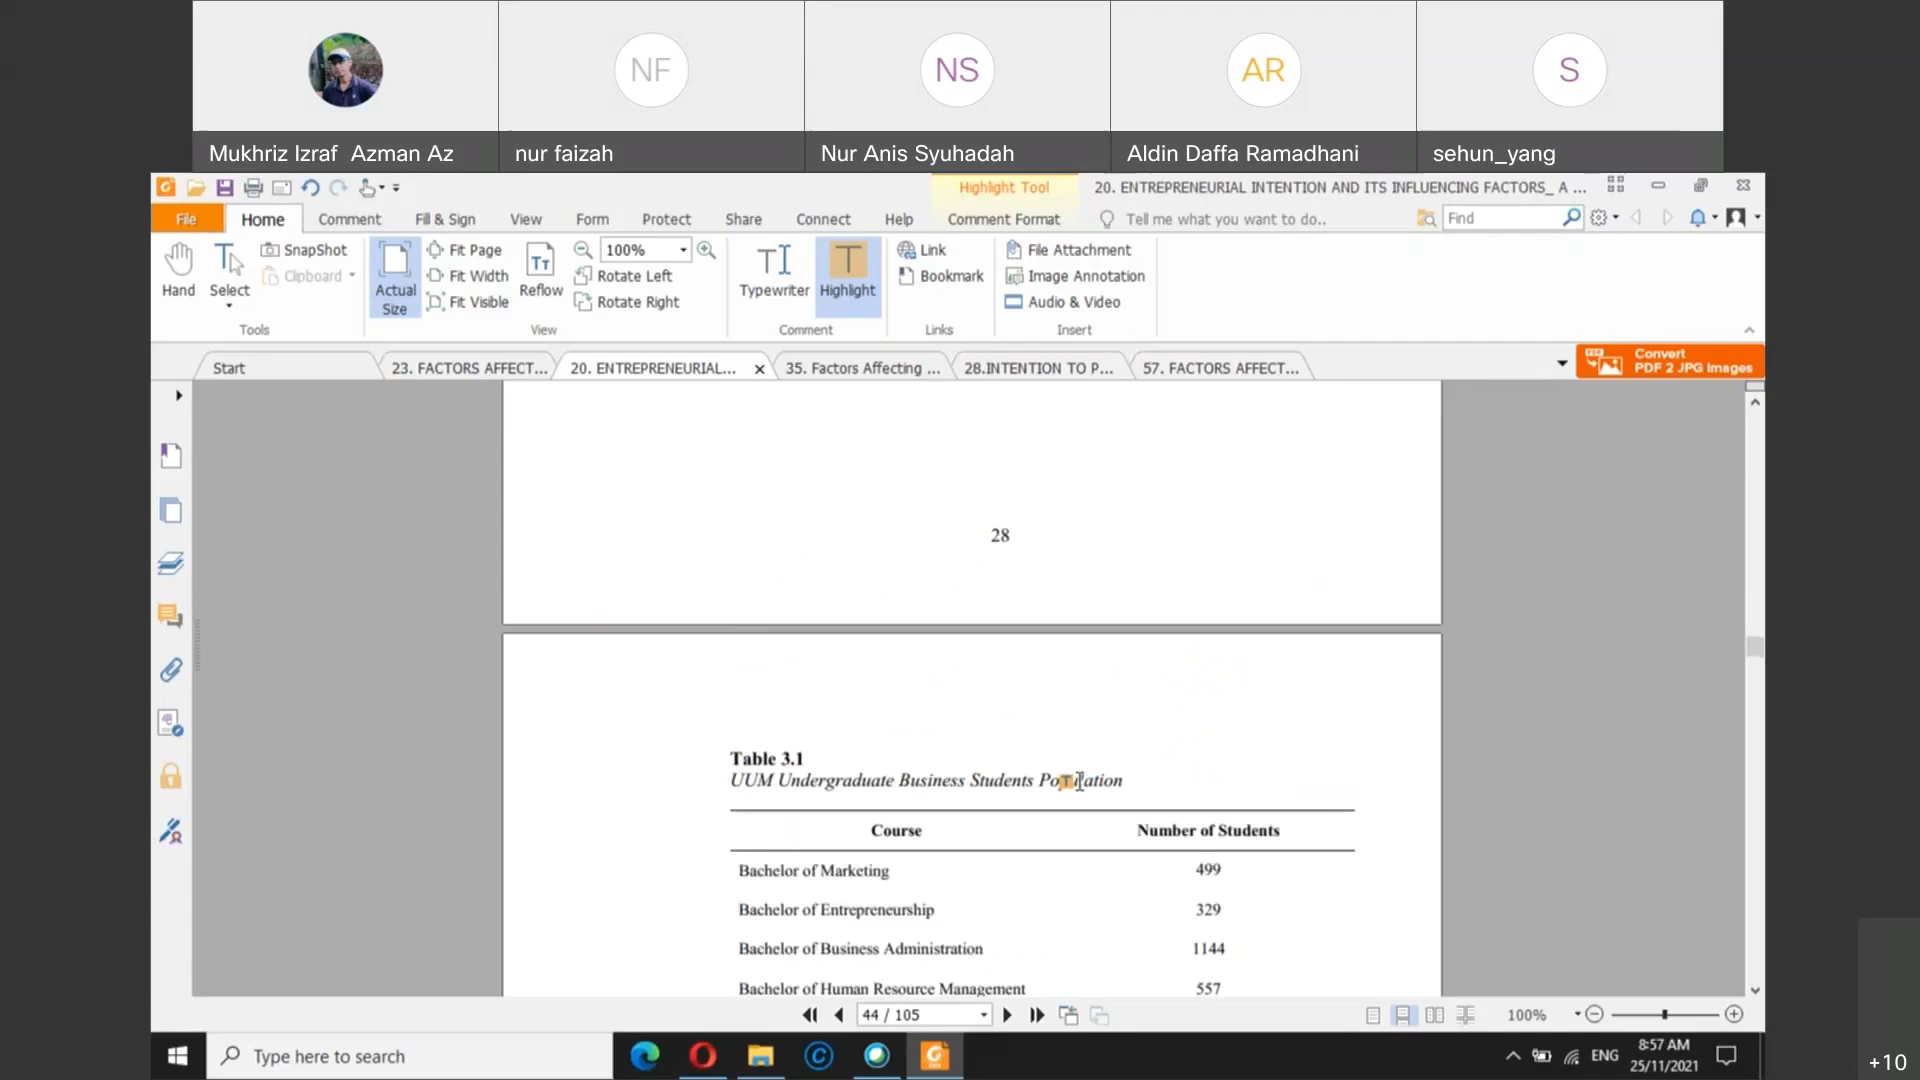 NF
NS
AR
S
Mukhriz Izraf Azman Az
nur faizah
Nur Anis Syuhadah
Aldin Daffa Ramadhani
sehun_yang
Highlight Tool
20. ENTREPRENEURIAL INTENTION AND ITS INFLUENCING FACTORS_ A ...
File
Home
Comment
Fill & Sign
View
Form
Protect
Share
Connect
Help
Comment Format
Tell me what you want to do..
Find
Hand
Select
SnapShot
Clipboard
Tools
Actual
Size
Fit Page
Fit Width
Fit Visible
Reflow
100%
Rotate Left
Rotate Right
View
Typewriter
Highlight
Comment
Link
Bookmark
Links
File Attachment
Image Annotation
Audio & Video
Insert
Start
23. FACTORS AFFECT...
20. ENTREPRENEURIAL...
35. Factors Affecting ...
28.INTENTION TO P...
57. FACTORS AFFECT...
Convert
PDF 2 JPG Images
28
Table 3.1
UUM Undergraduate Business Students Population
Course Number of Students
Bachelor of Marketing 499
Bachelor of Entrepreneurship 329
Bachelor of Business Administration 1144
Bachelor of Human Resource Management 557
44 / 105
100%
Type here to search
ENG
8:57 AM
25/11/2021
+10